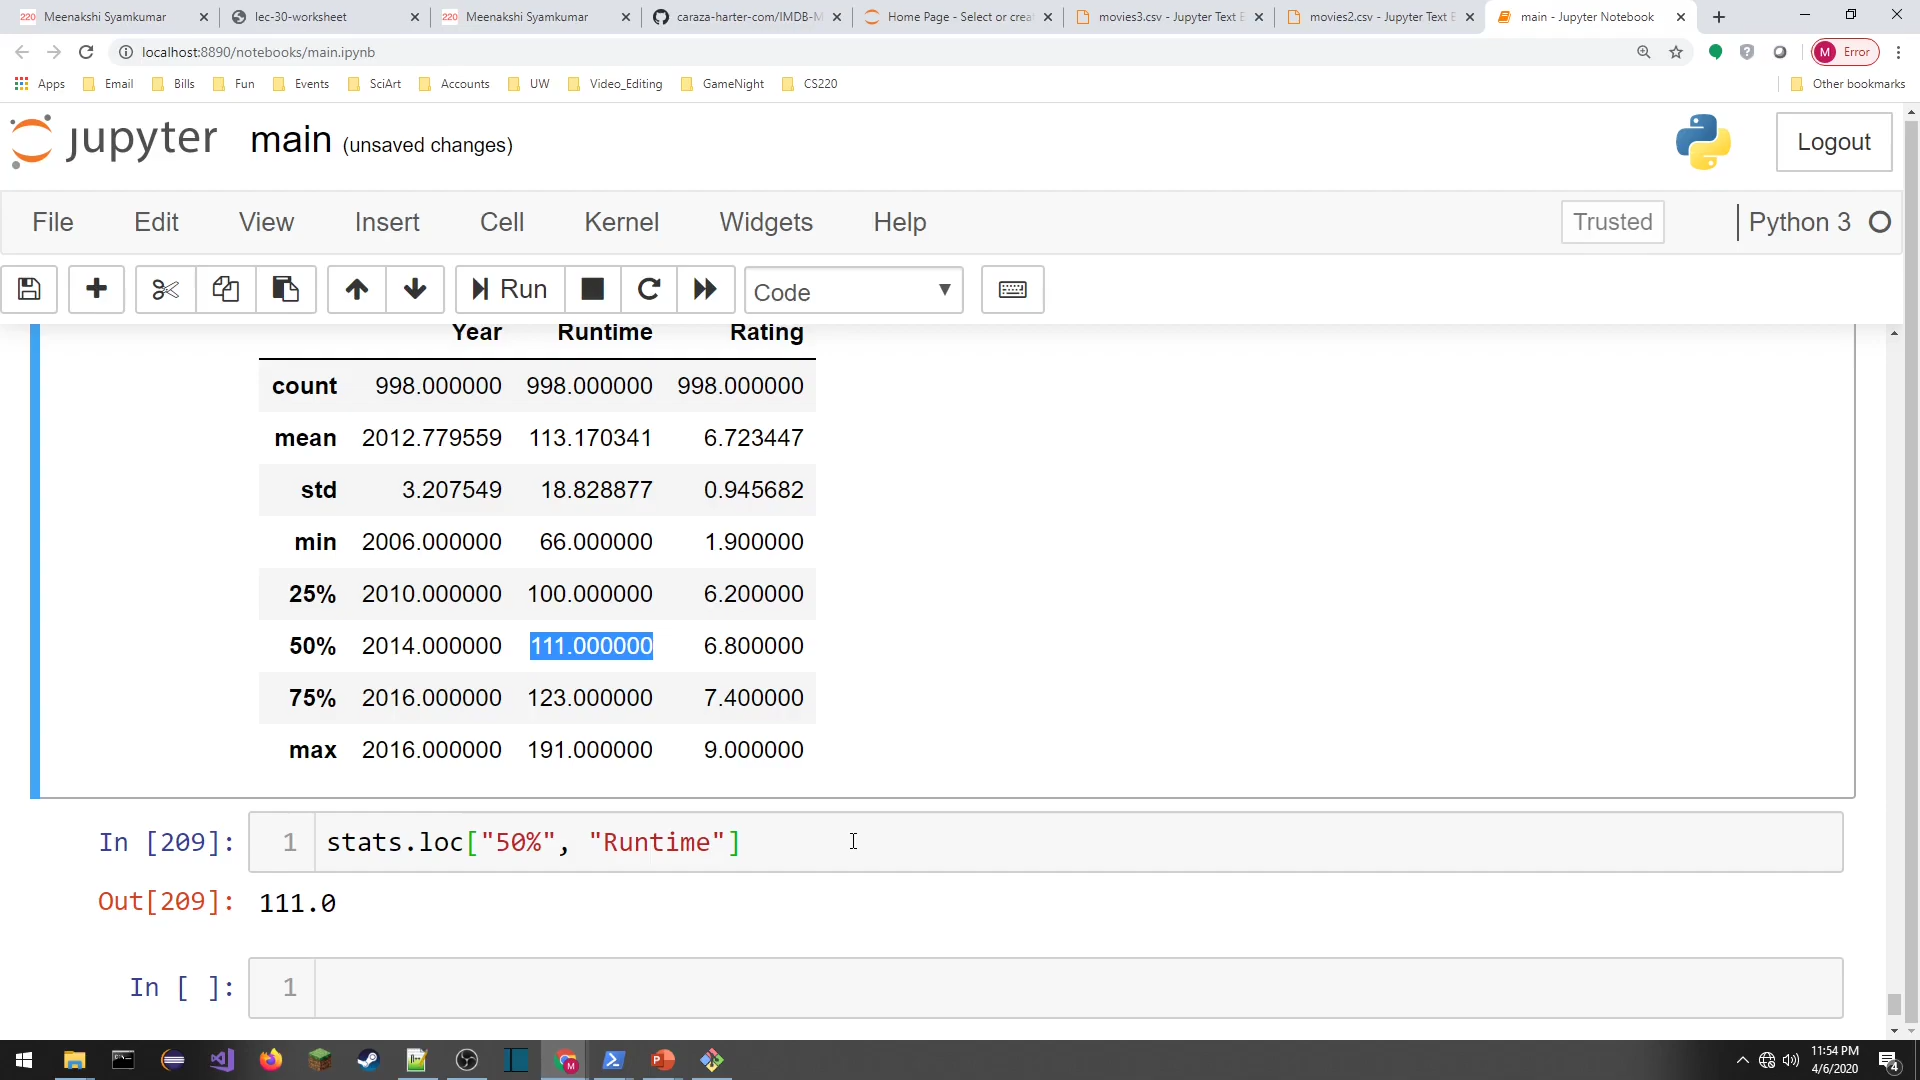 220 Meenakshi Syamkumar lec-30-worksheet 220 Meenakshi Syamkumar caraza-harter-com/IMDB-M Home Page - Select or crea movies3.csv - Jupyter Text E movies2.csv - Jupyter Text E main - Jupyter Notebook
localhost:8890/notebooks/main.ipynb M Error
Apps Email Bills Fun Events SciArt Accounts UW Video_Editing GameNight CS220 Other bookmarks
jupyter main (unsaved changes) Logout
File Edit View Insert Cell Kernel Widgets Help Trusted Python 3
Run Code
Year Runtime Rating
count 998.000000 998.000000 998.000000
mean 2012.779559 113.170341 6.723447
std 3.207549 18.828877 0.945682
min 2006.000000 66.000000 1.900000
25% 2010.000000 100.000000 6.200000
50% 2014.000000 111.000000 6.800000
75% 2016.000000 123.000000 7.400000
max 2016.000000 191.000000 9.000000
In [209]: 1 stats.loc["50%", "Runtime"]
Out[209]: 111.0
In [ ]: 1
11:54 PM
4/6/2020
4